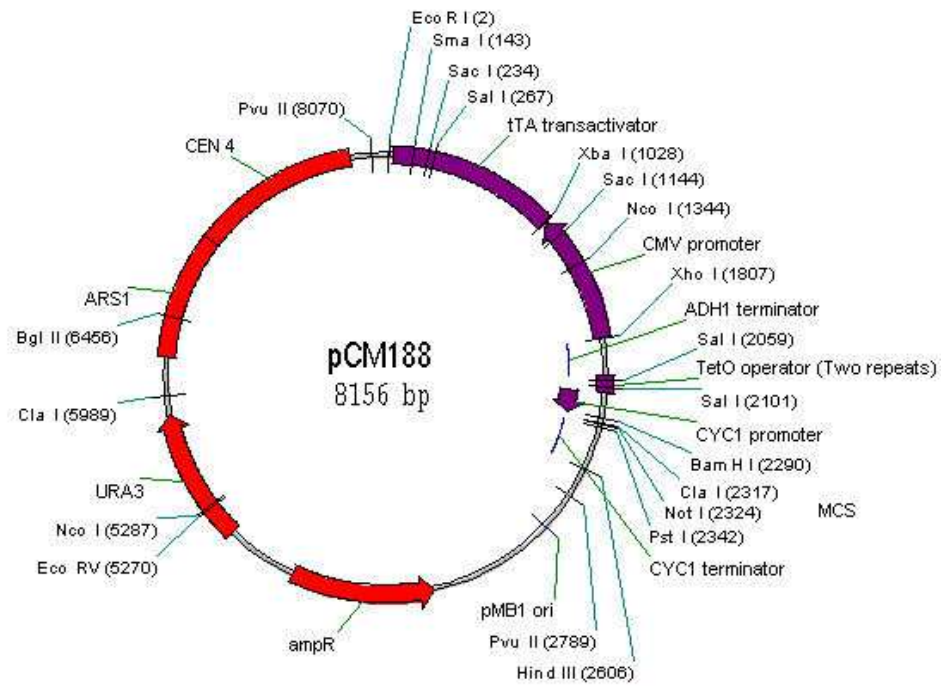 Eco R I (2)
Sma I (143)
Sac I (234)
Sal I (267)
tTA transactivator
Xba I (1028)
Sac I (1144)
Nco I (1344)
CMV promoter
Xho I (1807)
ADH1 terminator
Sal I (2059)
TetO operator (Two repeats)
Sal I (2101)
CYC1 promoter
Bam H I (2290)
Cla I (2317)
Not I (2324)
MCS
Pst I (2342)
CYC1 terminator
pMB1 ori
Pvu II (2789)
Hind III (2606)
ampR
Eco RV (5270)
Nco I (5287)
URA3
Cla I (5989)
Bgl II (6456)
ARS1
CEN 4
Pvu II (8070)
pCM188
8156 bp